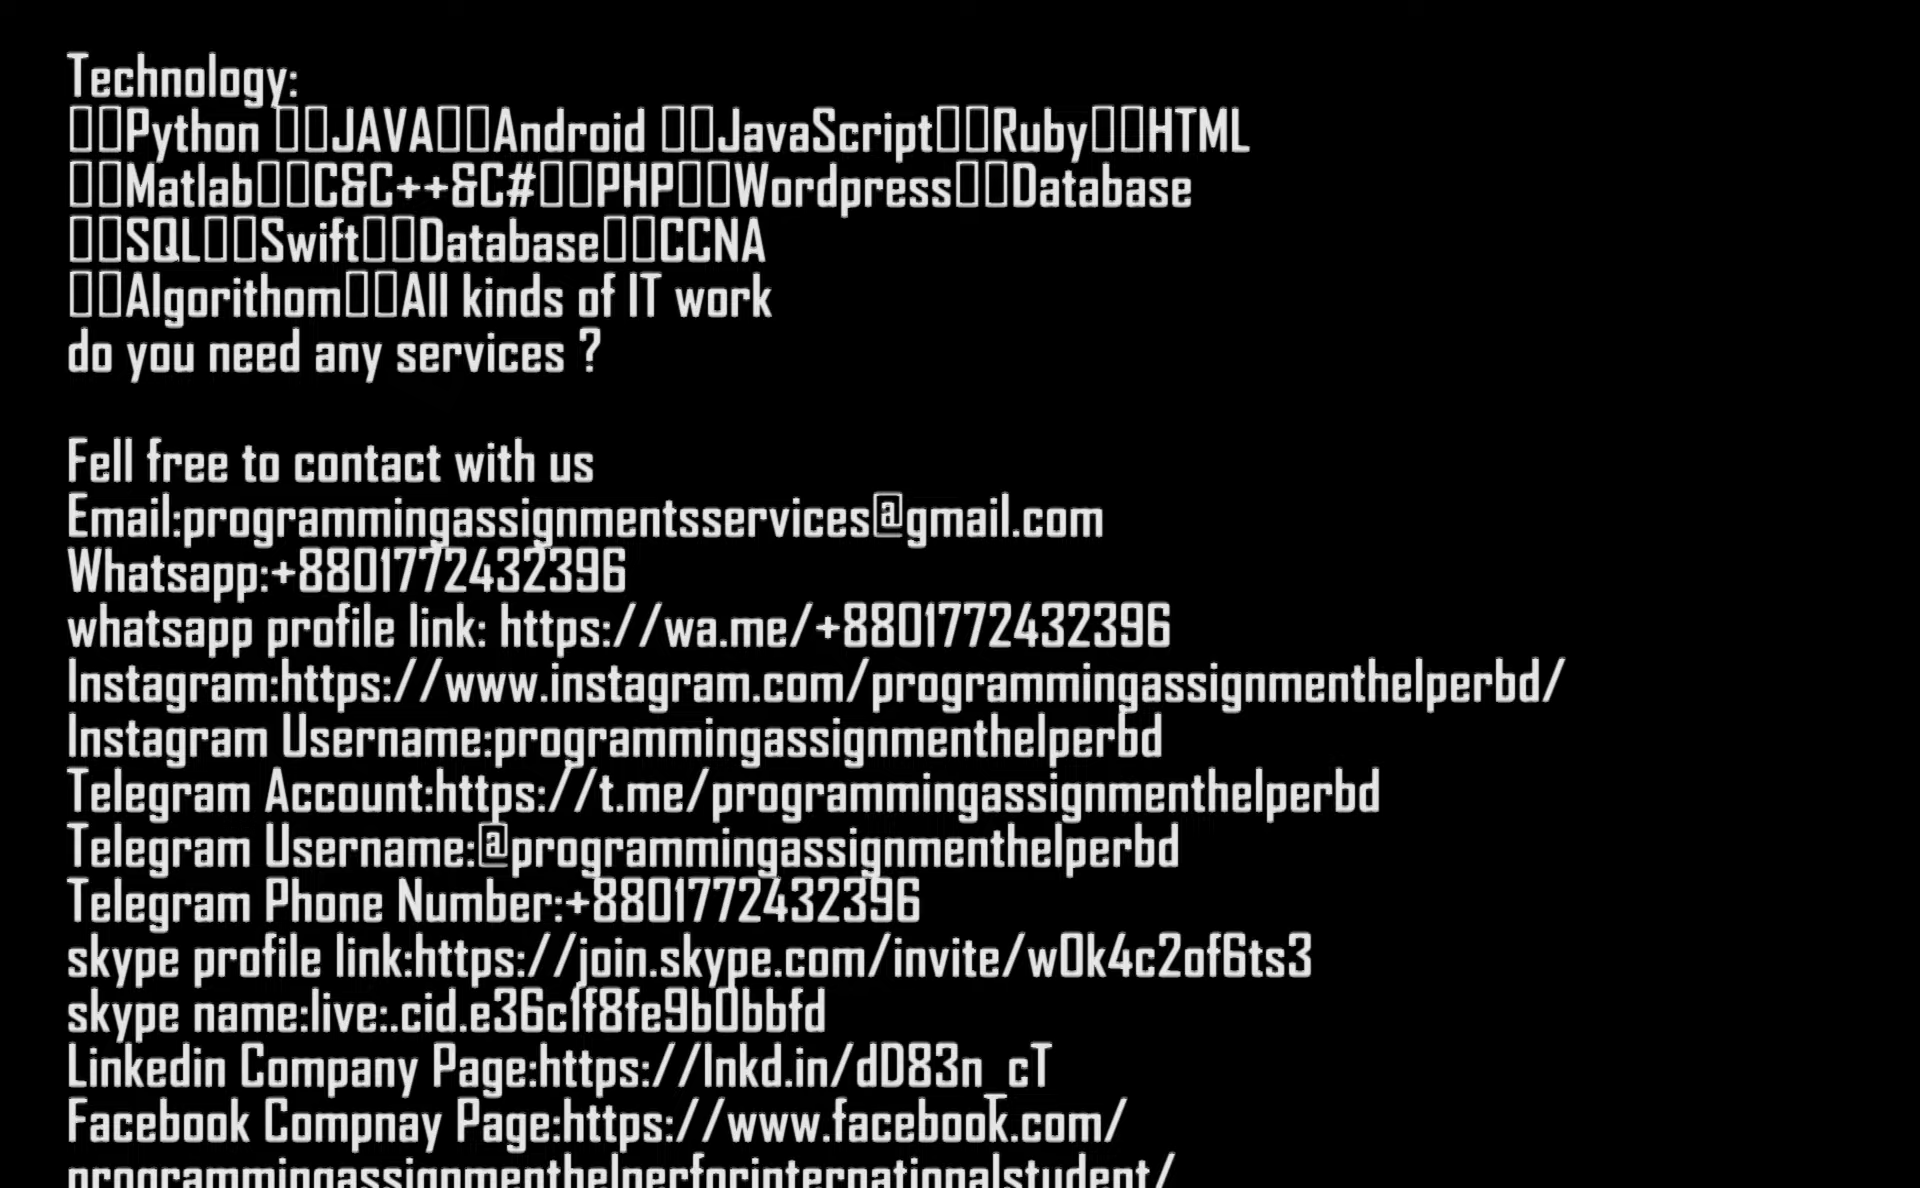 Technology:
▯▯Python ▯▯JAVA▯▯Android ▯▯JavaScript▯▯Ruby▯▯HTML
▯▯Matlab▯▯C&C++&C#▯▯PHP▯▯Wordpress▯▯Database
▯▯SQL▯▯Swift▯▯Database▯▯CCNA
▯▯Algorithom▯▯All kinds of IT work
do you need any services ?
Fell free to contact with us
Email:programmingassignmentsservices@gmail.com
Whatsapp:+8801772432396
whatsapp profile link: https://wa.me/+8801772432396
Instagram:https://www.instagram.com/programmingassignmenthelperbd/
Instagram Username:programmingassignmenthelperbd
Telegram Account:https://t.me/programmingassignmenthelperbd
Telegram Username:@programmingassignmenthelperbd
Telegram Phone Number:+8801772432396
skype profile link:https://join.skype.com/invite/w0k4c2of6ts3
skype name:live:.cid.e36c1f8fe9b0bbfd
Linkedin Company Page:https://lnkd.in/dD83n_cT
Facebook Compnay Page:https://www.facebook.com/
programmingassignmenthelperforinternationalstudent/